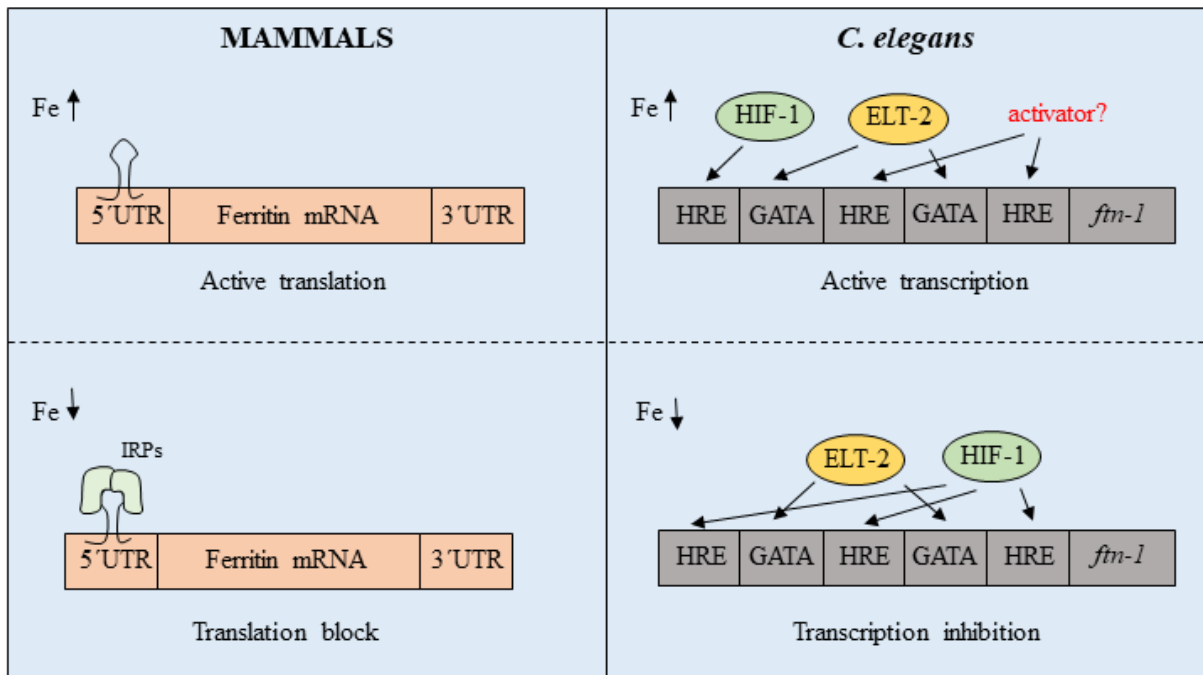 MAMMALS
Fe
5´UTR Ferritin mRNA 3´UTR
Active translation
Fe
IRPs
5´UTR Ferritin mRNA 3´UTR
Translation block
C. elegans
Fe
HIF-1 ELT-2 activator?
HRE GATA HRE GATA HRE ftn-1
Active transcription
Fe
ELT-2 HIF-1
HRE GATA HRE GATA HRE ftn-1
Transcription inhibition